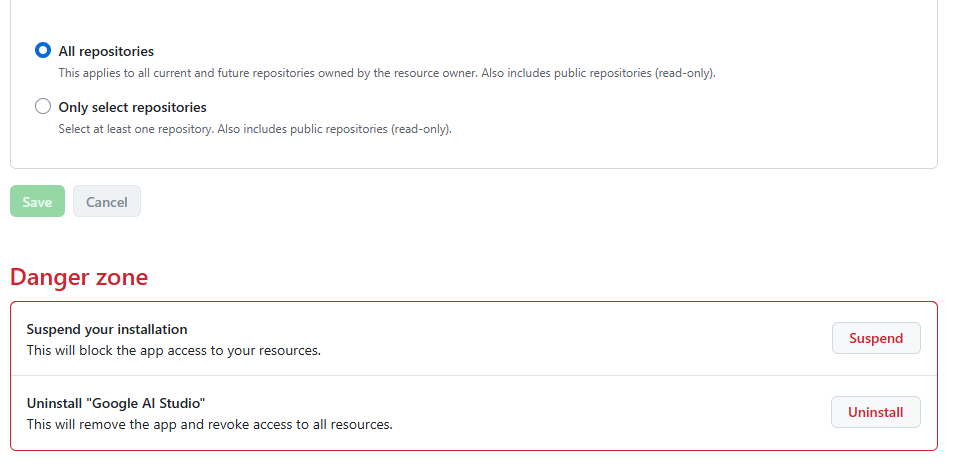 All repositories
This applies to all current and future repositories owned by the resource owner. Also includes public repositories (read-only).
Only select repositories
Select at least one repository. Also includes public repositories (read-only).
Save Cancel
Danger zone
Suspend your installation
This will block the app access to your resources.
Suspend
Uninstall "Google AI Studio"
This will remove the app and revoke access to all resources.
Uninstall